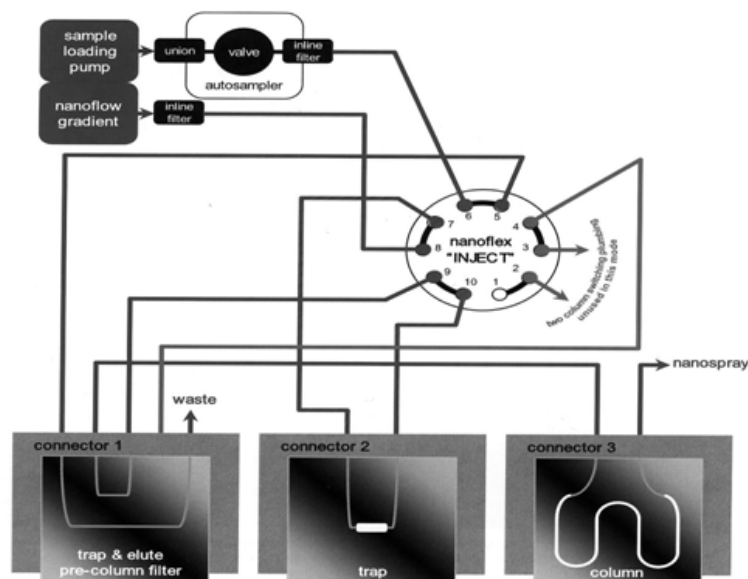 sample
loading
pump
union
valve
inline
filter
autosampler
nanoflow
gradient
inline
filter
6
5
7
4
nanoflex
"INJECT"
8
3
9
10
1
2
two column switching plumbing
unused in this mode
nanospray
waste
connector 1
connector 2
connector 3
trap & elute
pre-column filter
trap
column